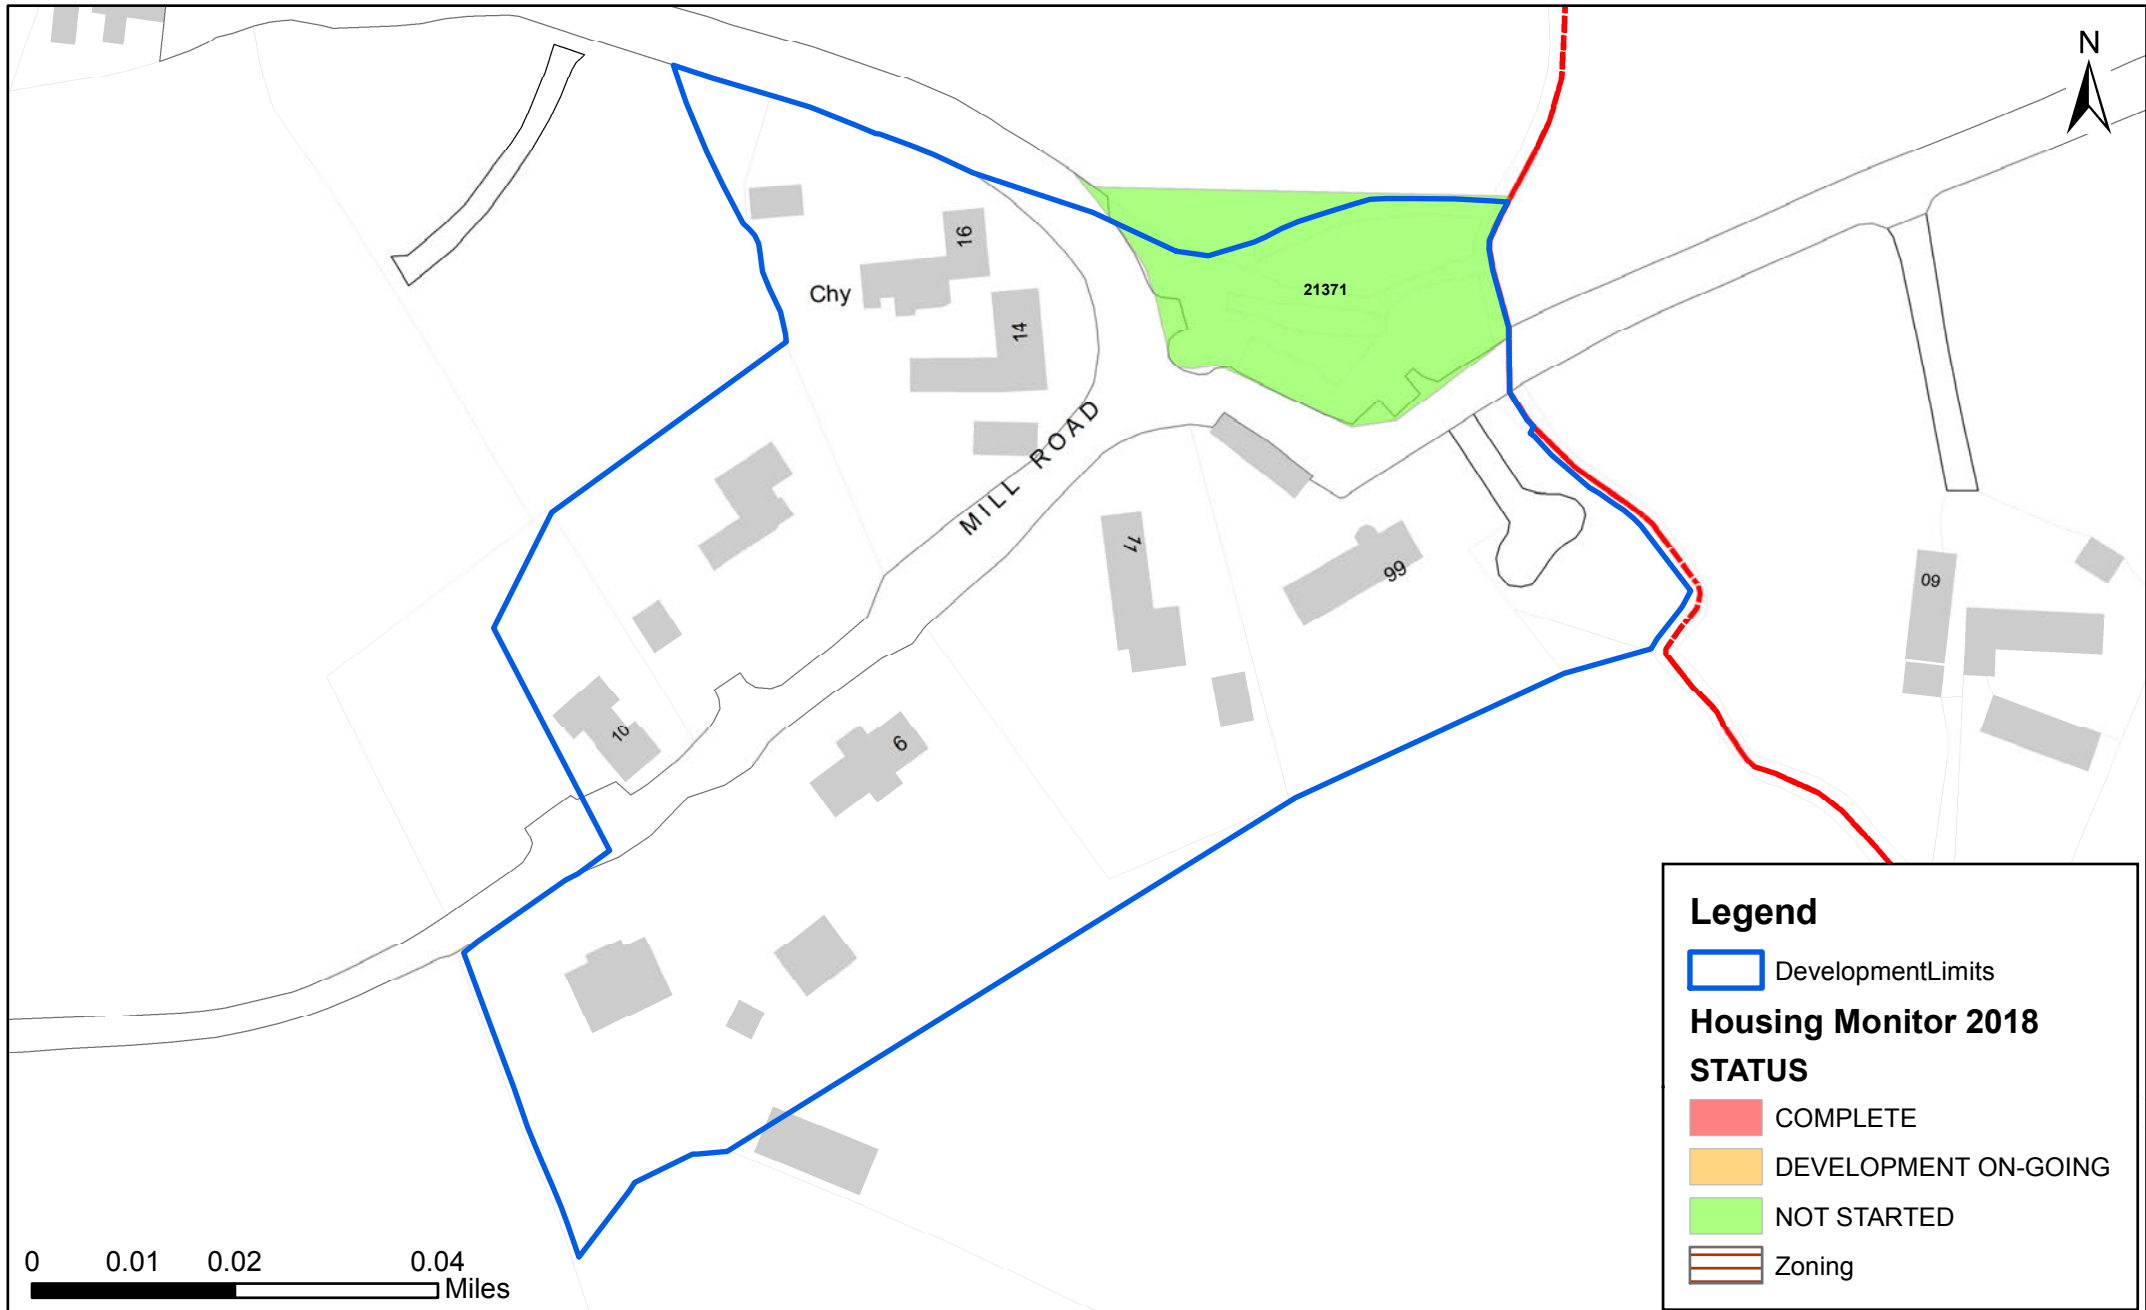 N
16
Chy
21371
14
MILL ROAD
11
66
60
10
6
Legend
DevelopmentLimits
Housing Monitor 2018
STATUS
COMPLETE
DEVELOPMENT ON-GOING
NOT STARTED
Zoning
0 0.01 0.02 0.04
Miles